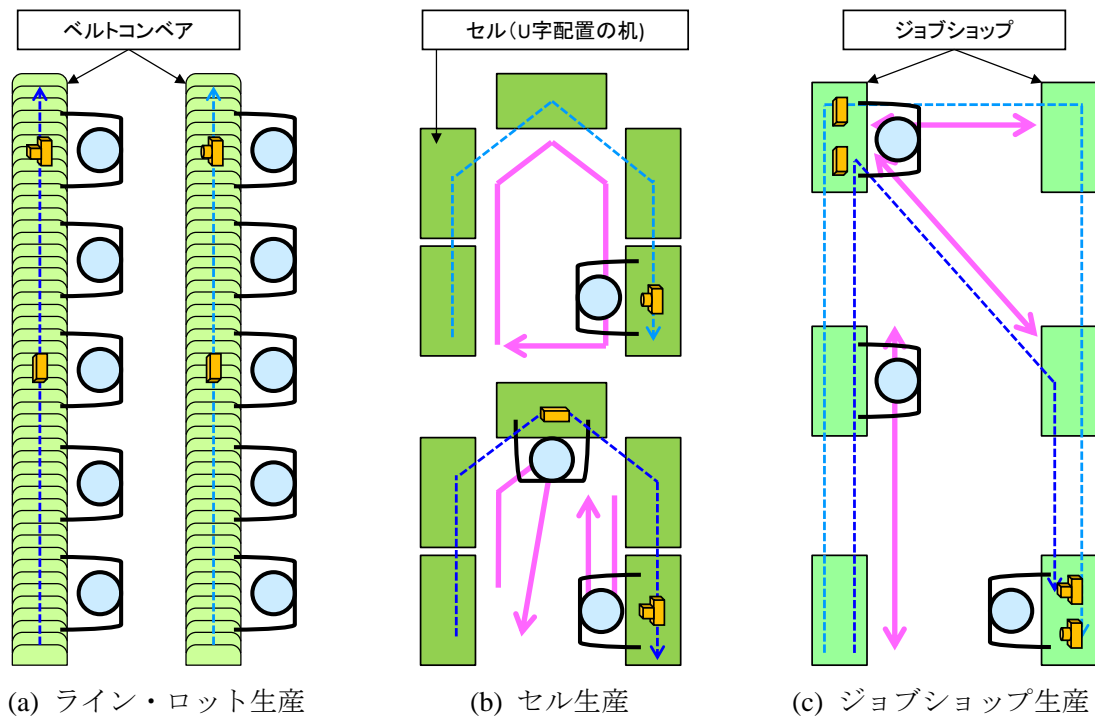 ベルトコンベア
セル(U字配置の机)
ジョブショップ
(a) ライン・ロット生産
(b) セル生産
(c) ジョブショップ生産